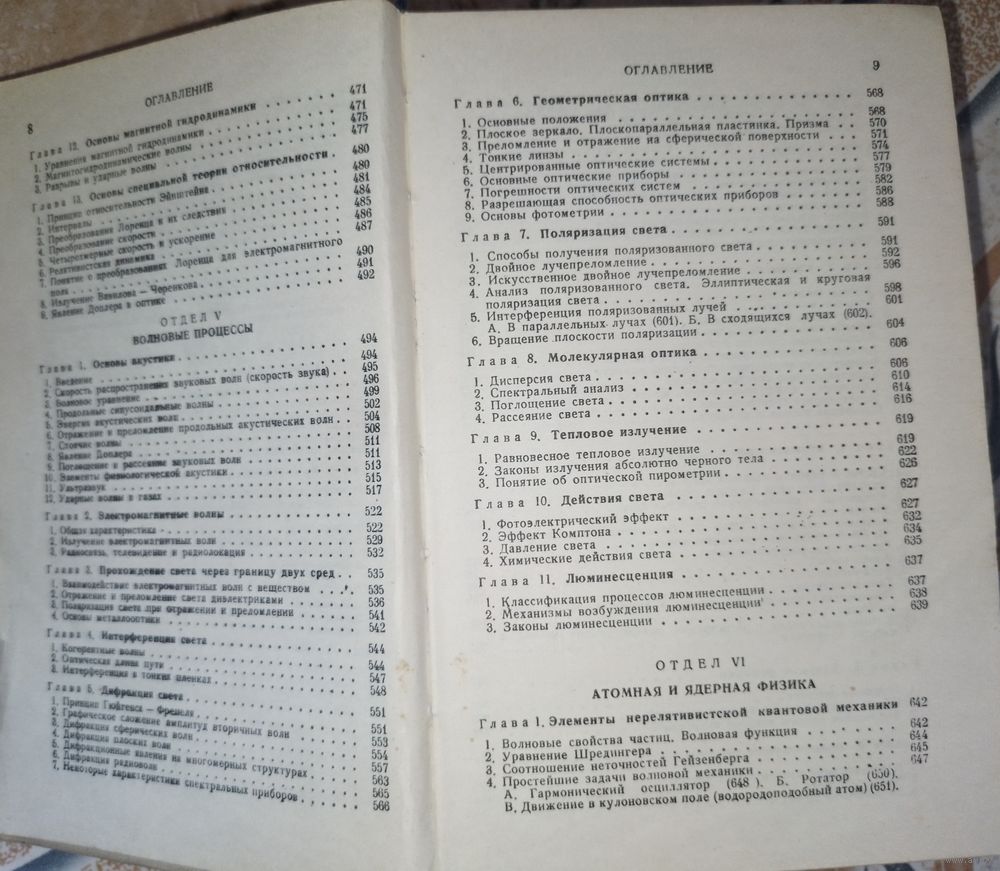 8
ОГЛАВЛЕНИЕ
Глава 12. Основы магнитной гидродинамики 471
1. Уравнения магнитной гидродинамики 471
2. Магнитогидродинамические волны 475
3. Разрывы и ударные волны 477
Глава 13. Основы специальной теории относительности 480
1. Принцип относительности Эйнштейна 480
2. Интервалы 481
3. Преобразования Лоренца и их следствия 484
4. Преобразование скорости 485
5. Четырехмерные скорость и ускорение 486
6. Релятивистская динамика 487
7. Понятие о преобразованиях Лоренца для электромагнитного
поля 490
8. Излучение Вавилова — Черенкова 491
9. Явление Доплера в оптике 492
ОТДЕЛ V
ВОЛНОВЫЕ ПРОЦЕССЫ
Глава 1. Основы акустики 494
1. Введение 494
2. Скорость распространения звуковых волн (скорость звука) 495
3. Волновое уравнение 496
4. Продольные синусоидальные волны 499
5. Энергия акустических волн 502
6. Отражение и преломление продольных акустических волн 504
7. Стоячие волны 508
8. Явление Доплера 511
9. Поглощение и рассеяние звуковых волн 511
10. Элементы физиологической акустики 513
11. Ультразвук 515
12. Ударные волны в газах 517
Глава 2. Электромагнитные волны 522
1. Общая характеристика 522
2. Излучение электромагнитных волн 529
3. Радиосвязь, телевидение и радиолокация 532
Глава 3. Прохождение света через границу двух сред 535
1. Взаимодействие электромагнитных волн с веществом 535
2. Отражение и преломление света диэлектриками 536
3. Поляризация света при отражении и преломлении 541
4. Основы металлооптики 542
Глава 4. Интерференция света 544
1. Когерентные волны 544
2. Оптическая длина пути 547
3. Интерференция в тонких пленках 548
Глава 5. Дифракция света 551
1. Принцип Гюйгенса — Френеля 551
2. Графическое сложение амплитуд вторичных волн 553
3. Дифракция сферических волн 554
4. Дифракция плоских волн 557
5. Дифракционные явления на многомерных структурах 563
6. Дифракция радиоволн 565
7. Некоторые характеристики спектральных приборов 566
ОГЛАВЛЕНИЕ 9
Глава 6. Геометрическая оптика 568
1. Основные положения 568
2. Плоское зеркало. Плоскопараллельная пластинка. Призма 570
3. Преломление и отражение на сферической поверхности 571
4. Тонкие линзы 574
5. Центрированные оптические системы 577
6. Основные оптические приборы 579
7. Погрешности оптических систем 582
8. Разрешающая способность оптических приборов 586
9. Основы фотометрии 588
Глава 7. Поляризация света 591
1. Способы получения поляризованного света 591
2. Двойное лучепреломление 592
3. Искусственное двойное лучепреломление 596
4. Анализ поляризованного света. Эллиптическая и круговая
поляризация света 598
5. Интерференция поляризованных лучей 601
А. В параллельных лучах (601). Б. В сходящихся лучах (602).
6. Вращение плоскости поляризации 604
Глава 8. Молекулярная оптика 606
1. Дисперсия света 606
2. Спектральный анализ 610
3. Поглощение света 614
4. Рассеяние света 616
Глава 9. Тепловое излучение 619
1. Равновесное тепловое излучение 619
2. Законы излучения абсолютно черного тела 622
3. Понятие об оптической пирометрии 626
Глава 10. Действия света 627
1. Фотоэлектрический эффект 627
2. Эффект Комптона 632
3. Давление света 634
4. Химические действия света 635
Глава 11. Люминесценция 637
1. Классификация процессов люминесценции 637
2. Механизмы возбуждения люминесценции 638
3. Законы люминесценции 639
ОТДЕЛ VI
АТОМНАЯ И ЯДЕРНАЯ ФИЗИКА
Глава 1. Элементы нерелятивистской квантовой механики 642
1. Волновые свойства частиц. Волновая функция 642
2. Уравнение Шредингера 644
3. Соотношение неточностей Гейзенберга 645
4. Простейшие задачи волновой механики 647
А. Гармонический осциллятор (648). Б. Ротатор (650).
В. Движение в кулоновском поле (водородоподобный атом) (651).